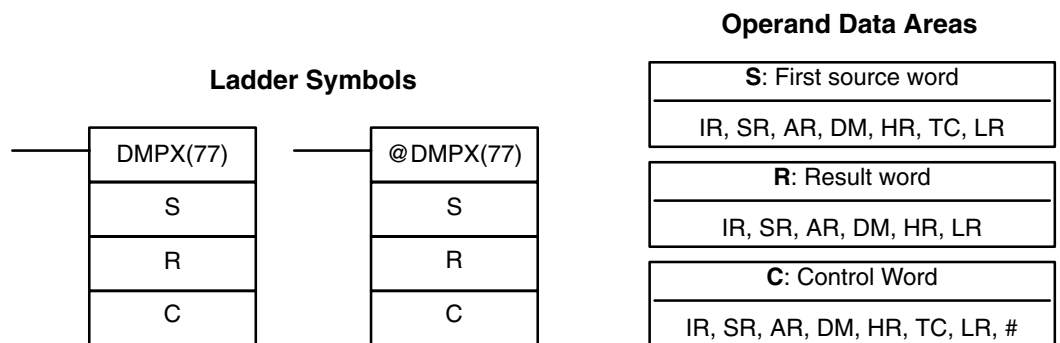 Operand Data Areas
Ladder Symbols
S: First source word
IR, SR, AR, DM, HR, TC, LR
DMPX(77)
@DMPX(77)
R: Result word
S
S
IR, SR, AR, DM, HR, LR
R
R
C: Control Word
C
C
IR, SR, AR, DM, HR, TC, LR, #